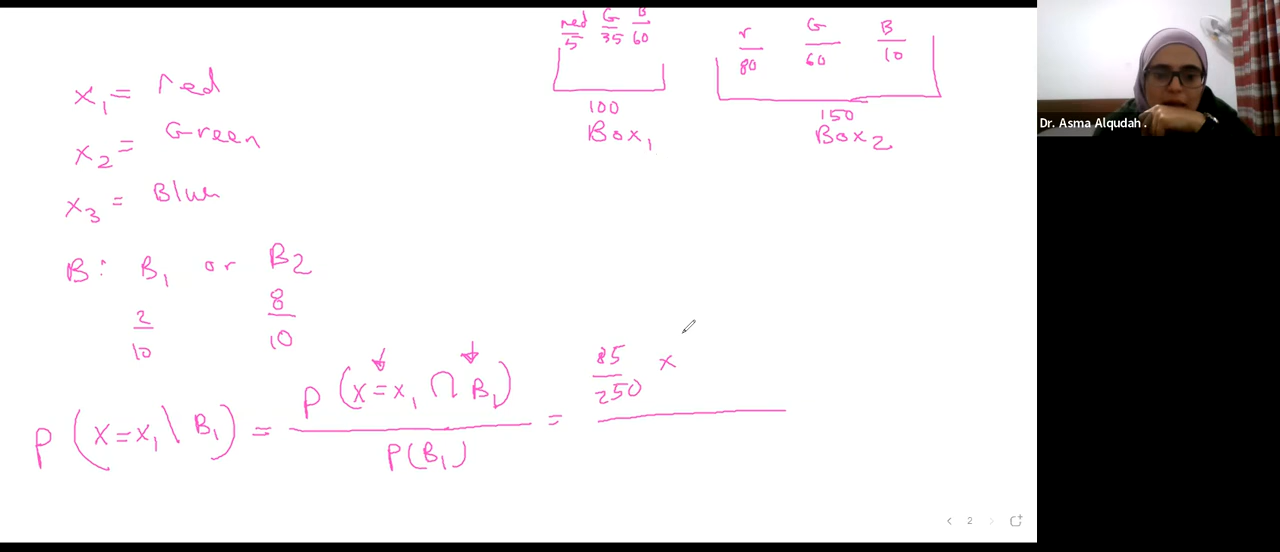 red G B
5 35 60
r G B
80 60 10
100
150
Box₁
Box₂
x₁ = red
x₂ = Green
x₃ = Blue
B: B₁ or B₂
2/10 8/10
P (x=x₁ \ B₁) = P (x=x₁ ∩ B₁) / P(B₁) = 85/250 x
Dr. Asma Alqudah .
2